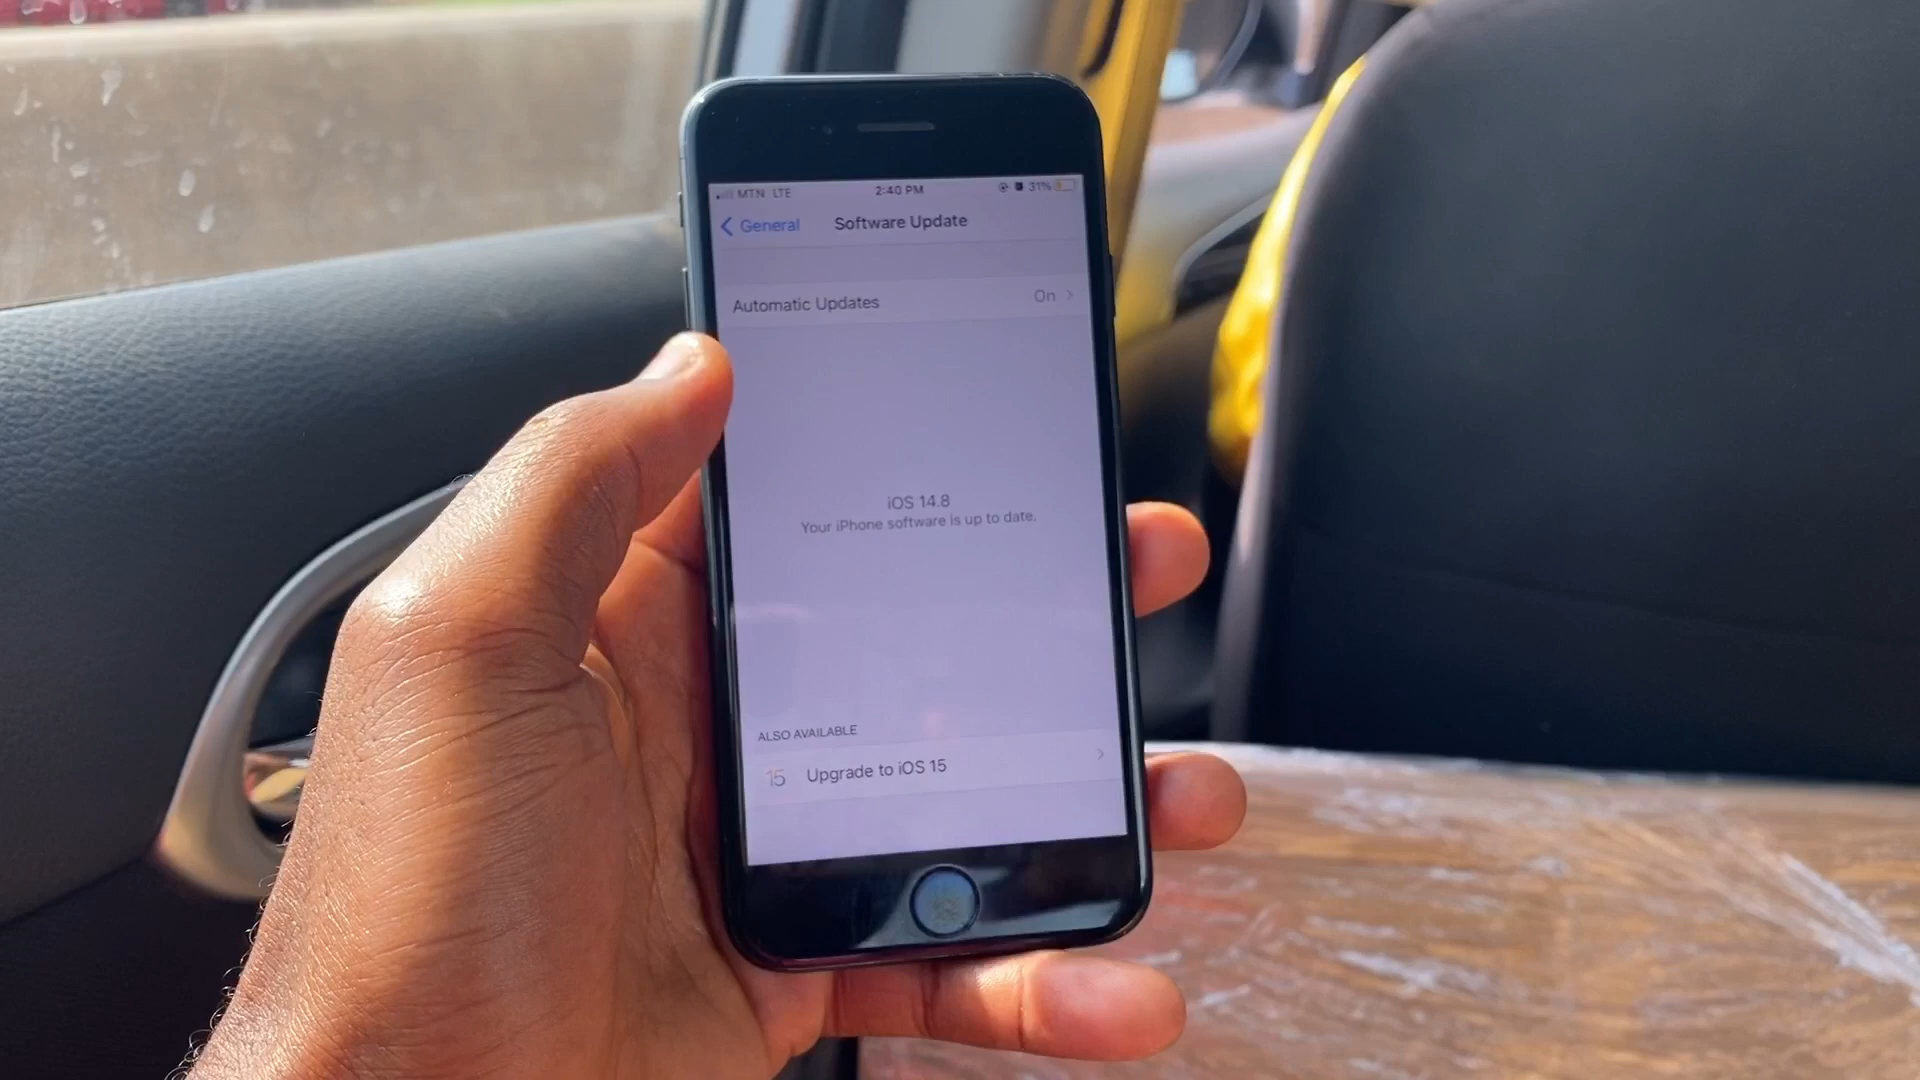 MTN LTE 2:40 PM 31%
General Software Update
Automatic Updates On
iOS 14.8
Your iPhone software is up to date.
ALSO AVAILABLE
15 Upgrade to iOS 15